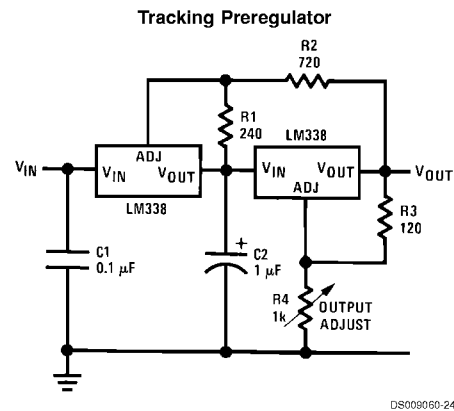 Tracking Preregulator
R2
720
R1
240
LM338
VIN
ADJ
VIN
VOUT
LM338
VIN
VOUT
ADJ
VOUT
R3
120
C1
0.1 μF
+
C2
1 μF
R4
1k
OUTPUT
ADJUST
DS009060-24